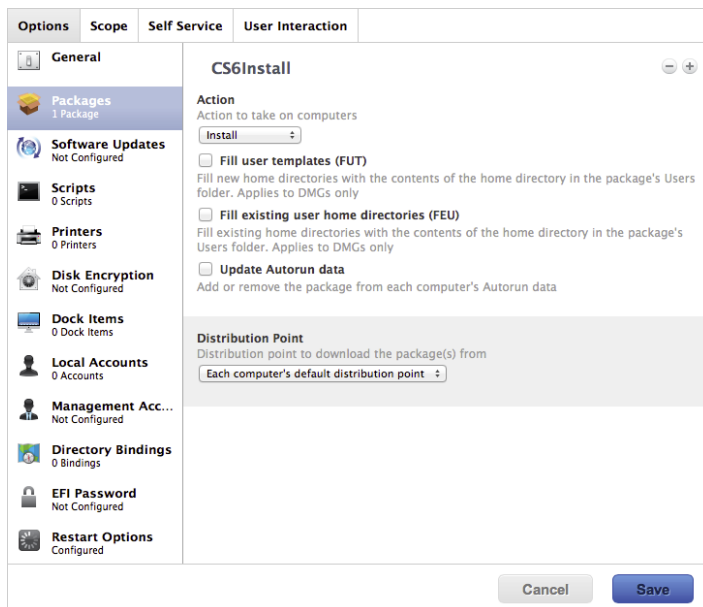 Options Scope Self Service User Interaction
General
Packages
1 Package
Software Updates
Not Configured
Scripts
0 Scripts
Printers
0 Printers
Disk Encryption
Not Configured
Dock Items
0 Dock Items
Local Accounts
0 Accounts
Management Acc...
Not Configured
Directory Bindings
0 Bindings
EFI Password
Not Configured
Restart Options
Configured
CS6Install
Action
Action to take on computers
Install
Fill user templates (FUT)
Fill new home directories with the contents of the home directory in the package's Users
folder. Applies to DMGs only
Fill existing user home directories (FEU)
Fill existing home directories with the contents of the home directory in the package's
Users folder. Applies to DMGs only
Update Autorun data
Add or remove the package from each computer's Autorun data
Distribution Point
Distribution point to download the package(s) from
Each computer's default distribution point
Cancel Save